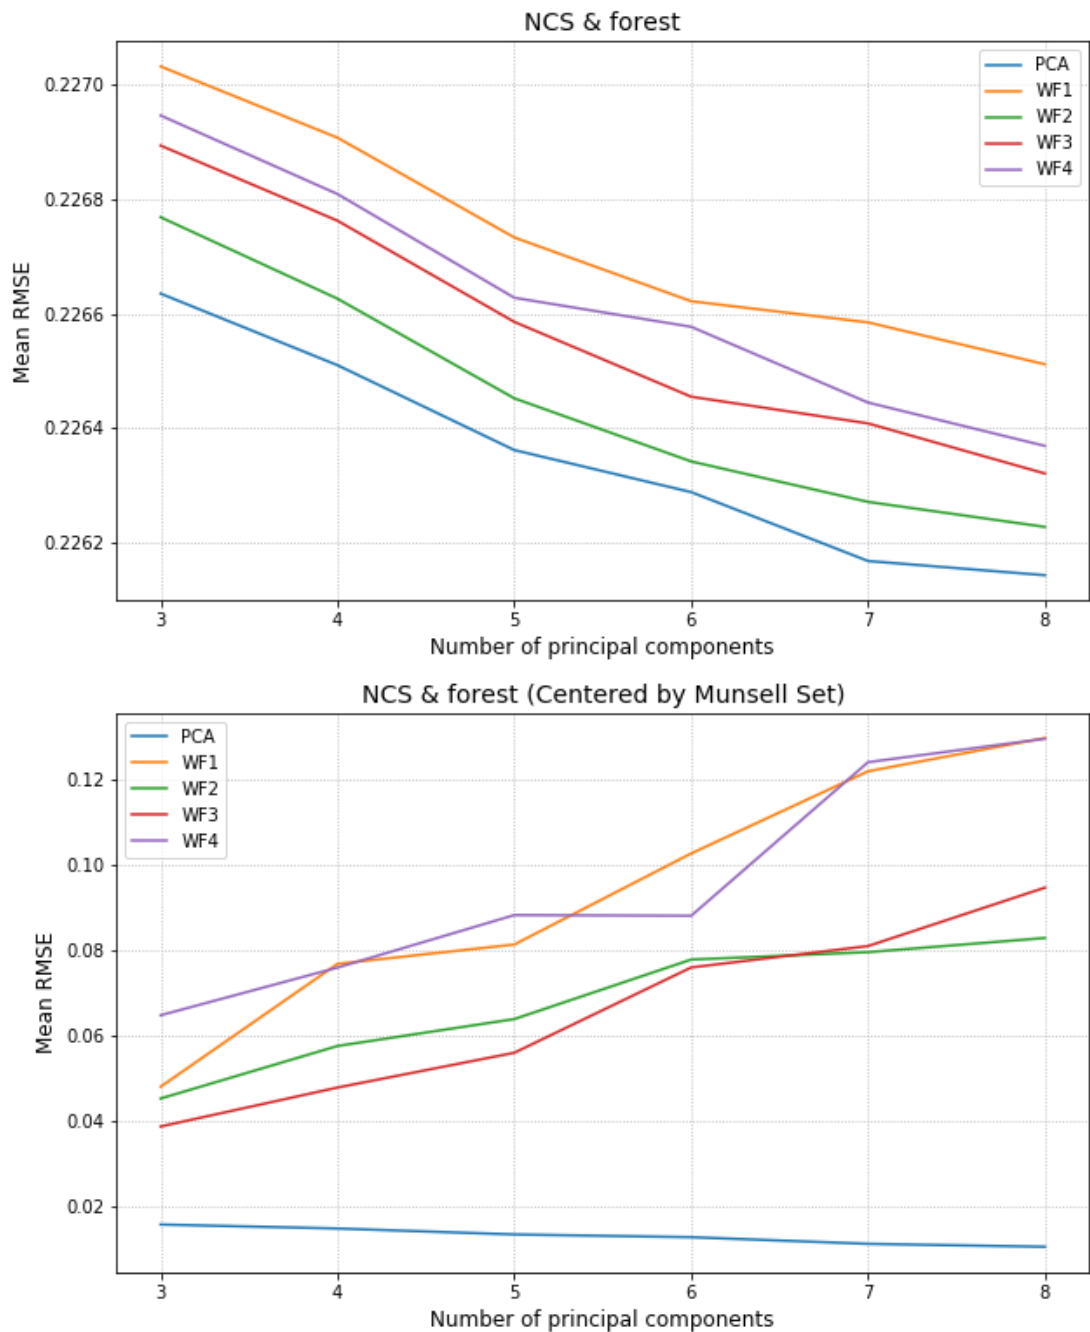 NCS & forest
PCA
WF1
WF2
WF3
WF4
0.2270
0.2268
0.2266
0.2264
0.2262
Mean RMSE
3 4 5 6 7 8
Number of principal components
NCS & forest (Centered by Munsell Set)
PCA
WF1
WF2
WF3
WF4
0.12
0.10
0.08
0.06
0.04
0.02
Mean RMSE
3 4 5 6 7 8
Number of principal components